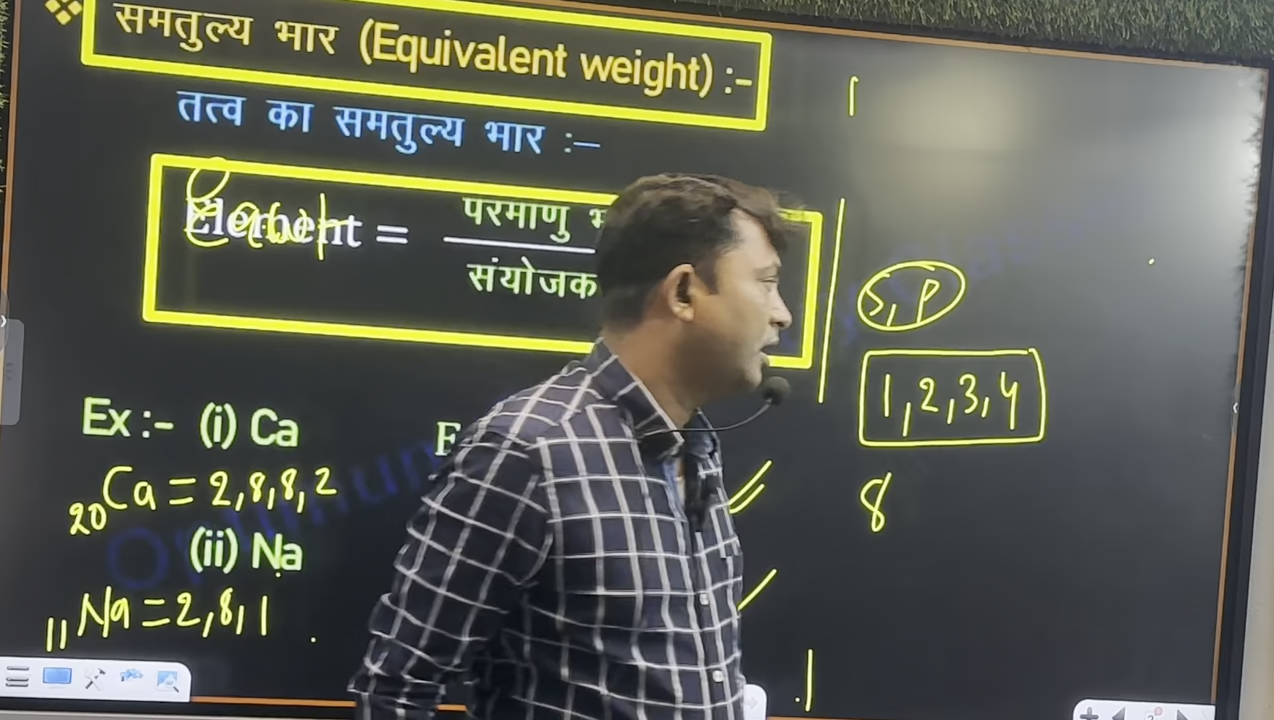 समतुल्य भार (Equivalent weight) :-
तत्व का समतुल्य भार :-
Element = परमाणु
संयोजक
S, P
1, 2, 3, 4
Ex :- (i) Ca
20Ca = 2, 8, 8, 2
8
(ii) Na
11Na = 2, 8, 1